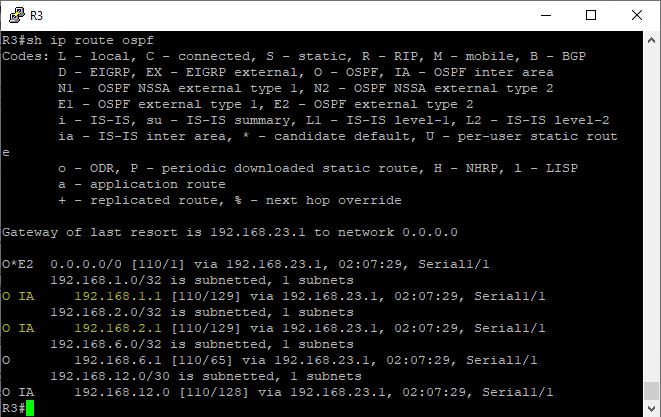 R3
R3#sh ip route ospf
Codes: L - local, C - connected, S - static, R - RIP, M - mobile, B - BGP
       D - EIGRP, EX - EIGRP external, O - OSPF, IA - OSPF inter area
       N1 - OSPF NSSA external type 1, N2 - OSPF NSSA external type 2
       E1 - OSPF external type 1, E2 - OSPF external type 2
       i - IS-IS, su - IS-IS summary, L1 - IS-IS level-1, L2 - IS-IS level-2
       ia - IS-IS inter area, * - candidate default, U - per-user static rout
e
       o - ODR, P - periodic downloaded static route, H - NHRP, l - LISP
       a - application route
       + - replicated route, % - next hop override
Gateway of last resort is 192.168.23.1 to network 0.0.0.0
O*E2  0.0.0.0/0 [110/1] via 192.168.23.1, 02:07:29, Serial1/1
      192.168.1.0/32 is subnetted, 1 subnets
O IA     192.168.1.1 [110/129] via 192.168.23.1, 02:07:29, Serial1/1
      192.168.2.0/32 is subnetted, 1 subnets
O IA     192.168.2.1 [110/129] via 192.168.23.1, 02:07:29, Serial1/1
      192.168.6.0/32 is subnetted, 1 subnets
O        192.168.6.1 [110/65] via 192.168.23.1, 02:07:29, Serial1/1
      192.168.12.0/30 is subnetted, 1 subnets
O IA     192.168.12.0 [110/128] via 192.168.23.1, 02:07:29, Serial1/1
R3#